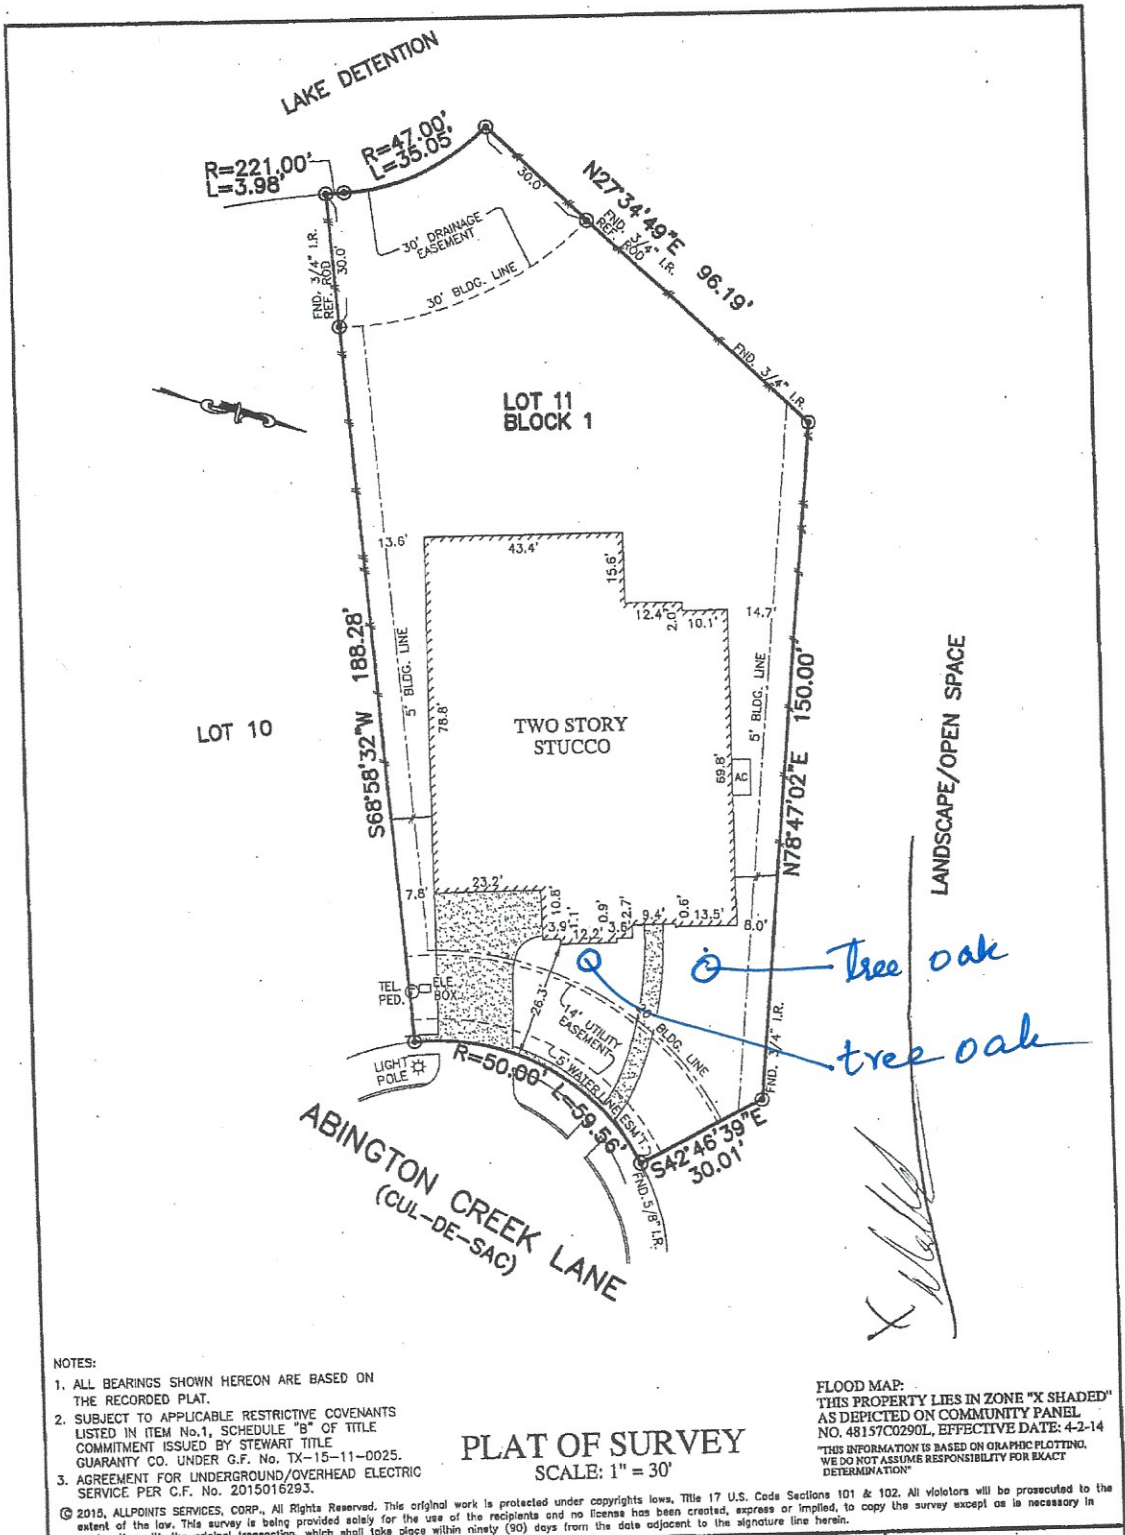 LAKE DETENTION
R=221.00'
L=3.98'
R=47.00'
L=35.05'
30.0'
N27°34'49"E 96.19'
FND. 3/4" I.R.
REF. ROD
FND. 3/4" I.R.
REF. ROD
30.0'
30' DRAINAGE
EASEMENT
30' BLDG. LINE
FND. 3/4" I.R.
LOT 11
BLOCK 1
13.6'
43.4'
15.6'
12.4'
2.0'
10.1'
14.7'
S68°58'32"W 188.28'
5' BLDG. LINE
78.8'
LOT 10
TWO STORY
STUCCO
69.8'
AC
5' BLDG. LINE
N78°47'02"E 150.00'
LANDSCAPE/OPEN SPACE
7.8'
23.2'
10.8'
3.9'
1.1'
12.2'
0.9'
3.6'
2.7'
9.4'
0.6'
13.5'
8.0'
Tree oak
tree oak
TEL.
PED.
ELE.
BOX
26.3'
14' UTILITY
EASEMENT
BLDG. LINE
5' WATERLINE ESM'T.
FND. 3/4" I.R.
LIGHT
POLE
R=50.00' L=59.56'
S42°46'39"E
30.01'
FND. 5/8" I.R.
ABINGTON CREEK LANE
(CUL-DE-SAC)
X
NOTES:
1. ALL BEARINGS SHOWN HEREON ARE BASED ON
THE RECORDED PLAT.
2. SUBJECT TO APPLICABLE RESTRICTIVE COVENANTS
LISTED IN ITEM No.1, SCHEDULE "B" OF TITLE
COMMITMENT ISSUED BY STEWART TITLE
GUARANTY CO. UNDER G.F. No. TX-15-11-0025.
3. AGREEMENT FOR UNDERGROUND/OVERHEAD ELECTRIC
SERVICE PER C.F. No. 2015016293.
PLAT OF SURVEY
SCALE: 1" = 30'
FLOOD MAP:
THIS PROPERTY LIES IN ZONE "X SHADED"
AS DEPICTED ON COMMUNITY PANEL
NO. 48157C0290L, EFFECTIVE DATE: 4-2-14
"THIS INFORMATION IS BASED ON GRAPHIC PLOTTING.
WE DO NOT ASSUME RESPONSIBILITY FOR EXACT
DETERMINATION"
© 2015, ALLPOINTS SERVICES, CORP., All Rights Reserved. This original work is protected under copyrights laws, Title 17 U.S. Code Sections 101 & 102. All violators will be prosecuted to the
extent of the law. This survey is being provided solely for the use of the recipients and no license has been created, express or implied, to copy the survey except as is necessary in
original transaction, which shall take place within ninety (90) days from the date adjacent to the signature line herein.